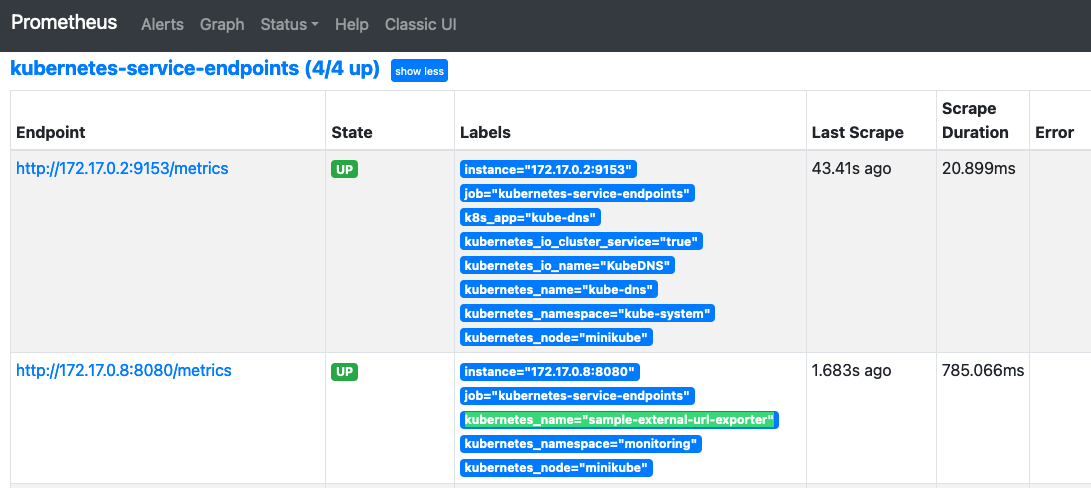 Prometheus Alerts Graph Status Help Classic UI
kubernetes-service-endpoints (4/4 up) show less
Endpoint State Labels Last Scrape Scrape Duration Error
http://172.17.0.2:9153/metrics UP instance="172.17.0.2:9153" 43.41s ago 20.899ms
job="kubernetes-service-endpoints"
k8s_app="kube-dns"
kubernetes_io_cluster_service="true"
kubernetes_io_name="KubeDNS"
kubernetes_name="kube-dns"
kubernetes_namespace="kube-system"
kubernetes_node="minikube"
http://172.17.0.8:8080/metrics UP instance="172.17.0.8:8080" 1.683s ago 785.066ms
job="kubernetes-service-endpoints"
kubernetes_name="sample-external-url-exporter"
kubernetes_namespace="monitoring"
kubernetes_node="minikube"